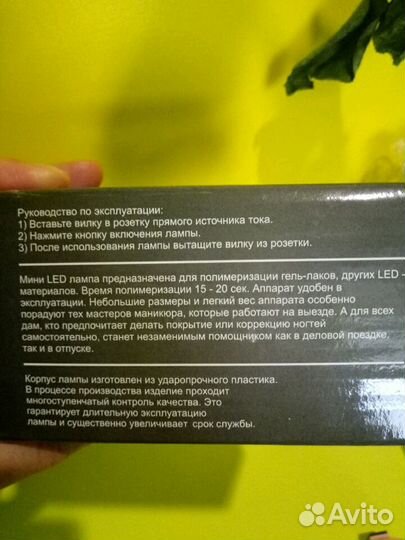 Руководство по эксплуатации:
1) Вставьте вилку в розетку прямого источника тока.
2) Нажмите кнопку включения лампы.
3) После использования лампы вытащите вилку из розетки.
Мини LED лампа предназначена для полимеризации гель-лаков, других LED -
материалов. Время полимеризации 15 - 20 сек. Аппарат удобен в
эксплуатации. Небольшие размеры и легкий вес аппарата особенно
порадуют тех мастеров маникюра, которые работают на выезде. А для всех
дам, кто предпочитает делать покрытие или коррекцию ногтей
самостоятельно, станет незаменимым помощником как в деловой поездке,
так и в отпуске.
Корпус лампы изготовлен из ударопрочного пластика.
В процессе производства изделие проходит
многоступенчатый контроль качества. Это
гарантирует длительную эксплуатацию
лампы и существенно увеличивает срок службы.
Avito